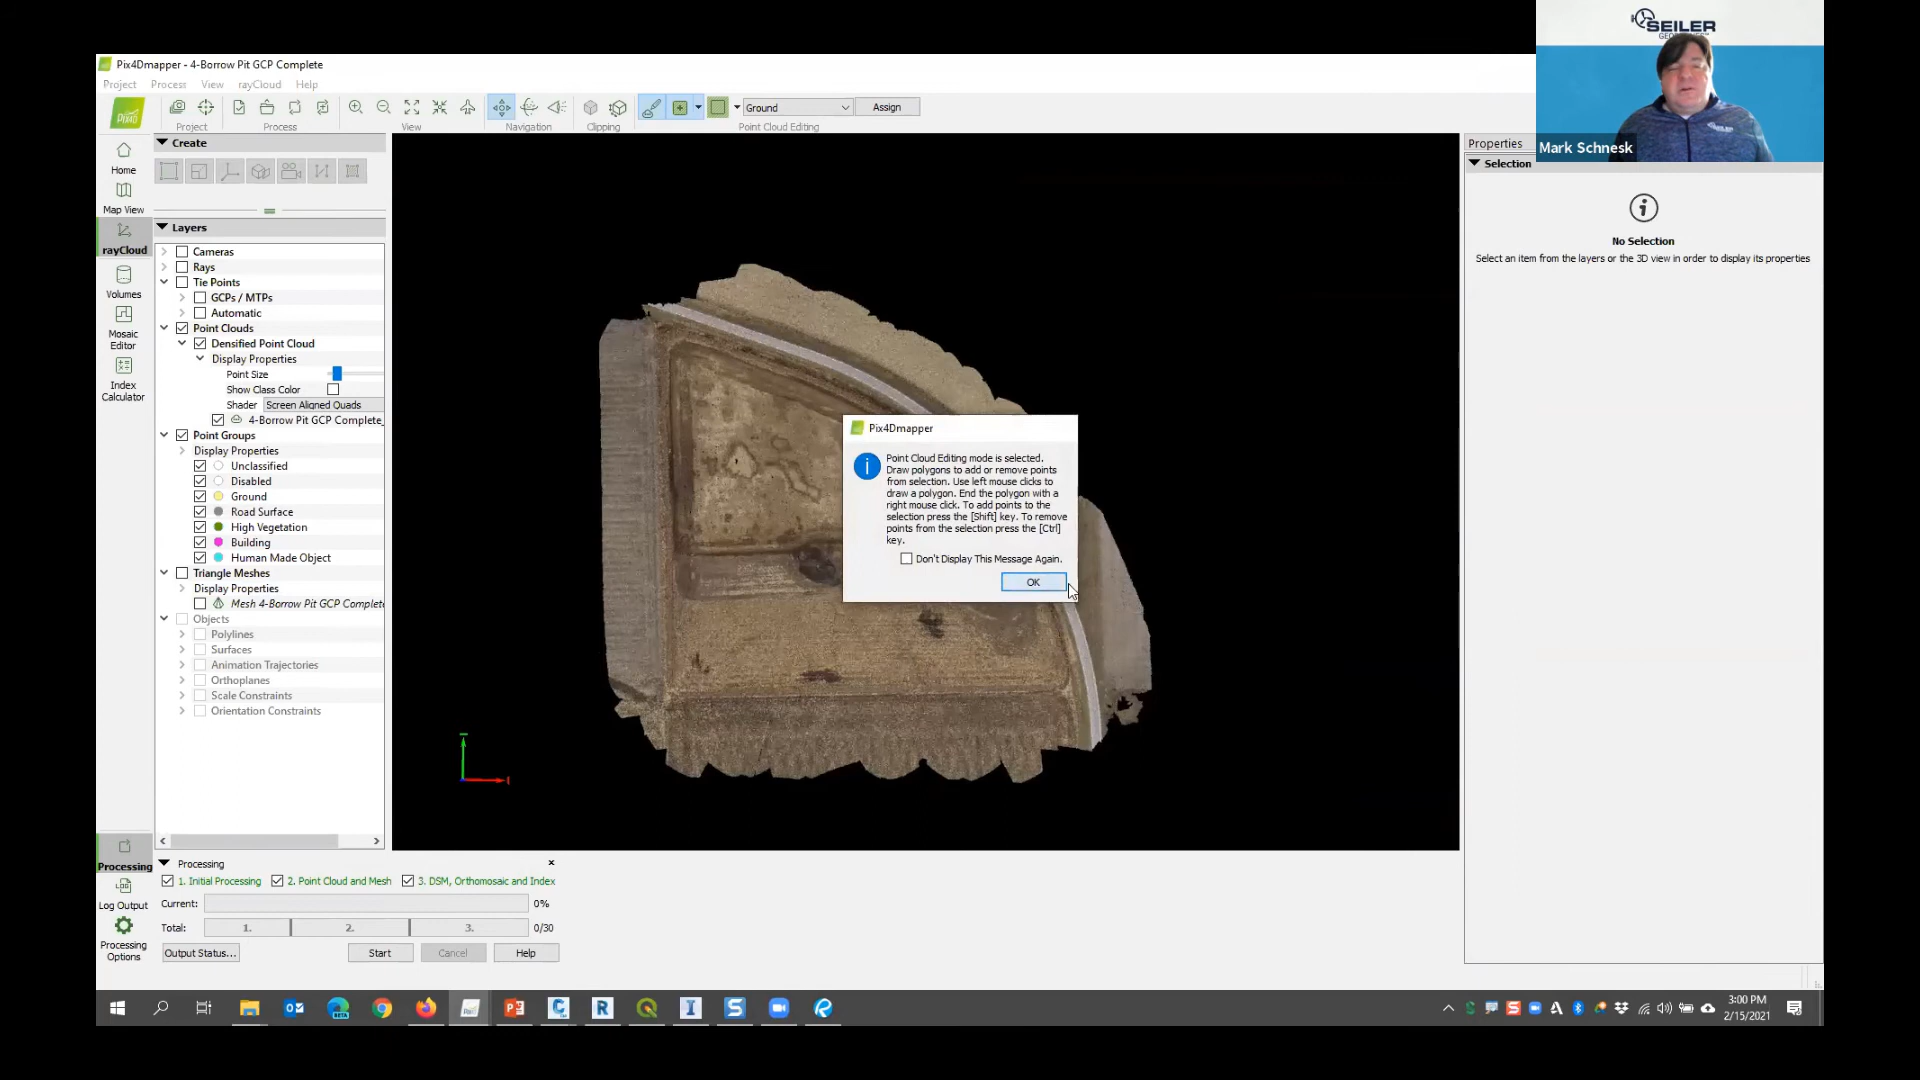 SEILER
Pix4Dmapper - 4-Borrow Pit GCP Complete
Project Process View rayCloud Help
Ground Assign
Project Process View Navigation Clipping Point Cloud Editing
Properties
Mark Schnesk
SEILER
Create
Selection
Home
Map View
rayCloud
Volumes
Mosaic
Editor
Index
Calculator
Layers
Cameras
Rays
Tie Points
GCPs / MTPs
Automatic
Point Clouds
Densified Point Cloud
Display Properties
Point Size
Show Class Color
Shader Screen Aligned Quads
4-Borrow Pit GCP Complete_
Point Groups
Display Properties
Unclassified
Disabled
Ground
Road Surface
High Vegetation
Building
Human Made Object
Triangle Meshes
Display Properties
Mesh 4-Borrow Pit GCP Complete
Objects
Polylines
Surfaces
Animation Trajectories
Orthoplanes
Scale Constraints
Orientation Constraints
No Selection
Select an item from the layers or the 3D view in order to display its properties
Pix4Dmapper
Point Cloud Editing mode is selected.
Draw polygons to add or remove points
from selection. Use left mouse clicks to
draw a polygon. End the polygon with a
right mouse click. To add points to the
selection press the [Shift] key. To remove
points from the selection press the [Ctrl]
key.
Don't Display This Message Again.
OK
Processing
Log Output
Processing
Options
Processing
1. Initial Processing 2. Point Cloud and Mesh 3. DSM, Orthomosaic and Index
Current: 0%
Total: 1. 2. 3. 0/30
Output Status... Start Cancel Help
3:00 PM
2/15/2021